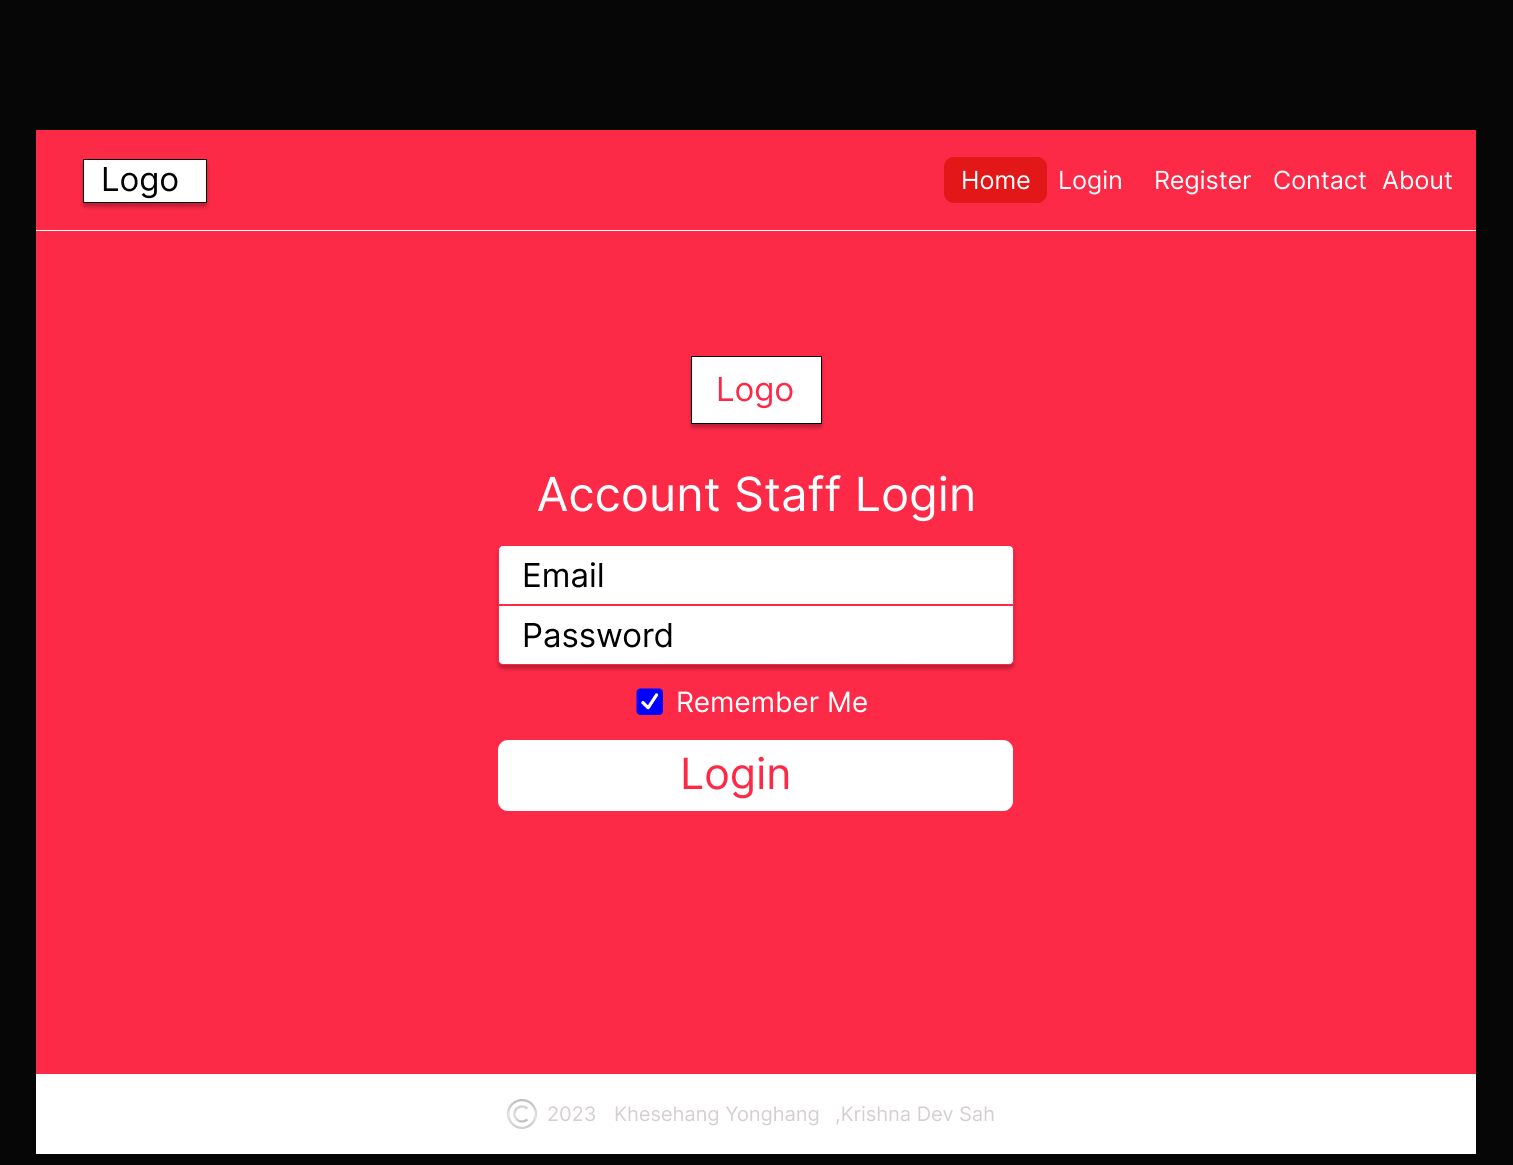 Logo Home Login Register Contact About
Logo
Account Staff Login
Email
Password
Remember Me
Login
© 2023 Khesehang Yonghang ,Krishna Dev Sah